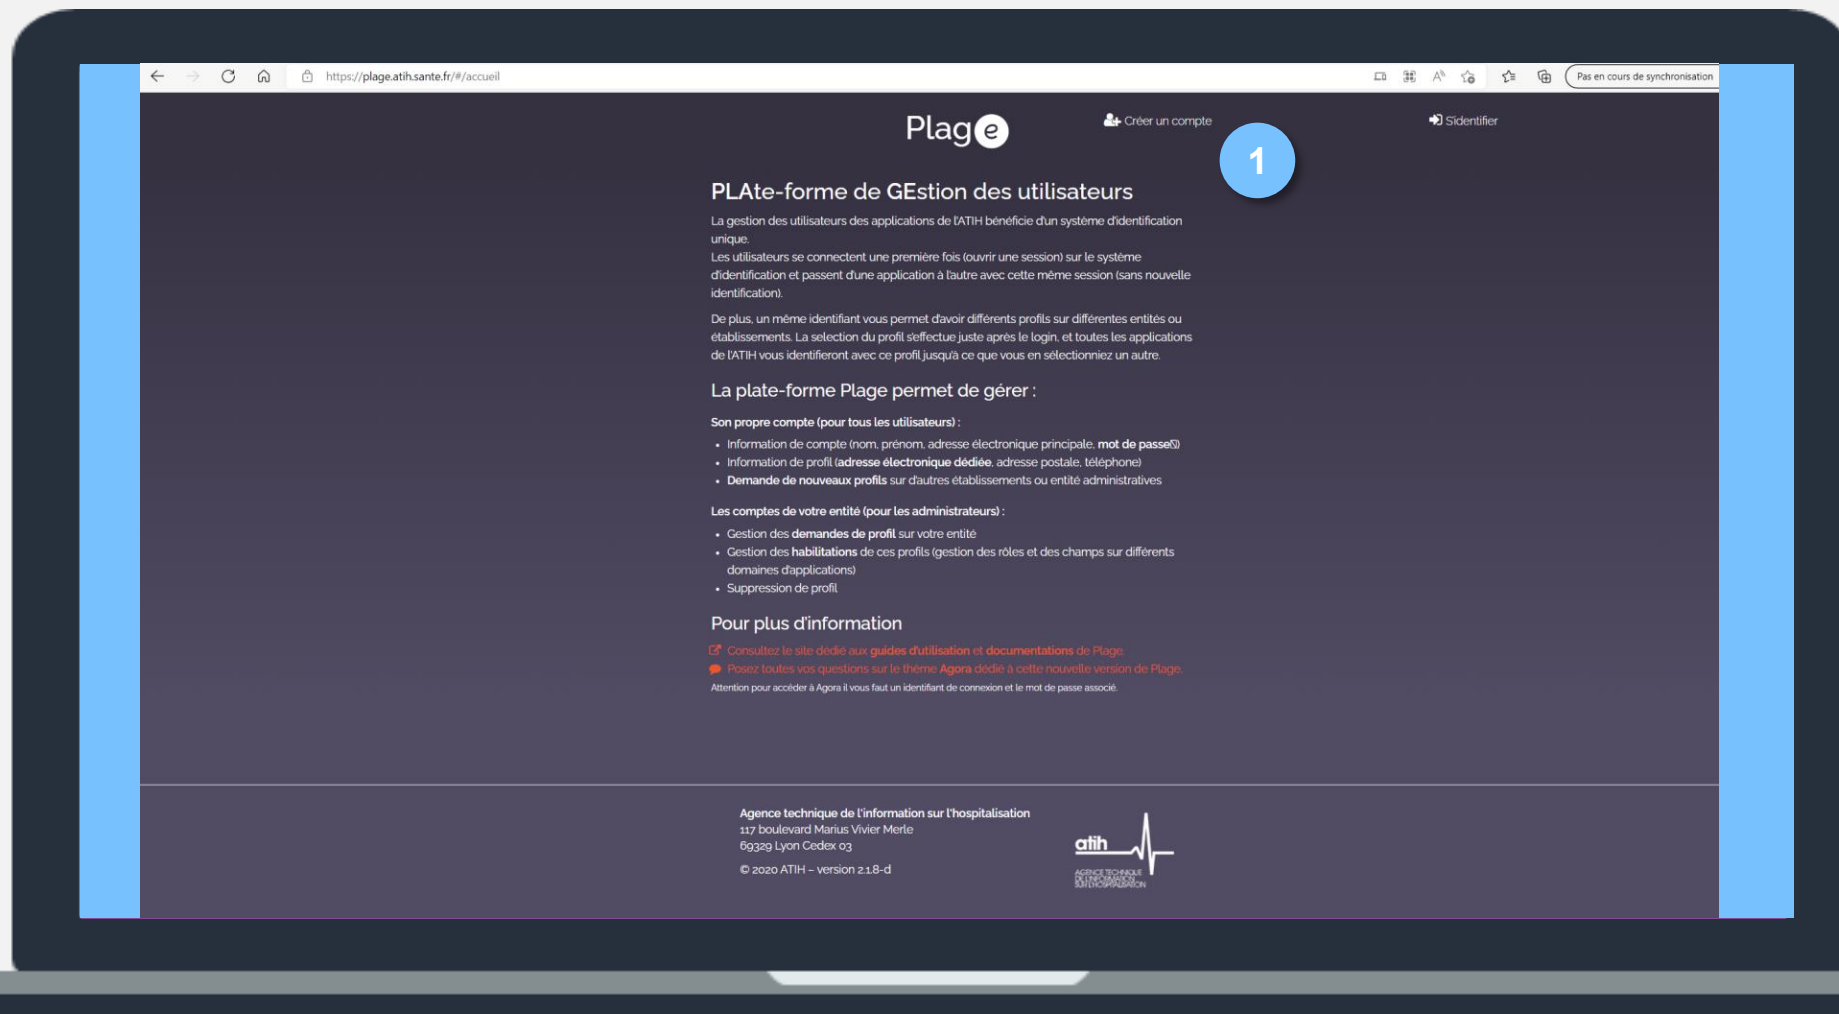 https://plage.atih.sante.fr/#/accueil
Pas en cours de synchronisation
Plage
Créer un compte
S'identifier
1
PLAte-forme de GEstion des utilisateurs
La gestion des utilisateurs des applications de l'ATIH bénéficie d'un système d'identification
unique.
Les utilisateurs se connectent une première fois (ouvrir une session) sur le système
d'identification et passent d'une application à l'autre avec cette même session (sans nouvelle
identification).
De plus, un même identifiant vous permet d'avoir différents profils sur différentes entités ou
établissements. La selection du profil s'effectue juste après le login, et toutes les applications
de l'ATIH vous identifieront avec ce profil jusqu'à ce que vous en sélectionniez un autre.
La plate-forme Plage permet de gérer :
Son propre compte (pour tous les utilisateurs) :
• Information de compte (nom, prénom, adresse électronique principale, mot de passe)
• Information de profil (adresse électronique dédiée, adresse postale, téléphone)
• Demande de nouveaux profils sur d'autres établissements ou entité administratives
Les comptes de votre entité (pour les administrateurs) :
• Gestion des demandes de profil sur votre entité
• Gestion des habilitations de ces profils (gestion des rôles et des champs sur différents
domaines d'applications)
• Suppression de profil
Pour plus d'information
Consultez le site dédié aux guides d'utilisation et documentations de Plage.
Posez toutes vos questions sur le thème Agora dédié à cette nouvelle version de Plage.
Attention pour accéder à Agora il vous faut un identifiant de connexion et le mot de passe associé.
Agence technique de l'information sur l'hospitalisation
117 boulevard Marius Vivier Merle
69329 Lyon Cedex 03
© 2020 ATIH – version 2.1.8-d
atih
AGENCE TECHNIQUE
DE L'INFORMATION
SUR L'HOSPITALISATION